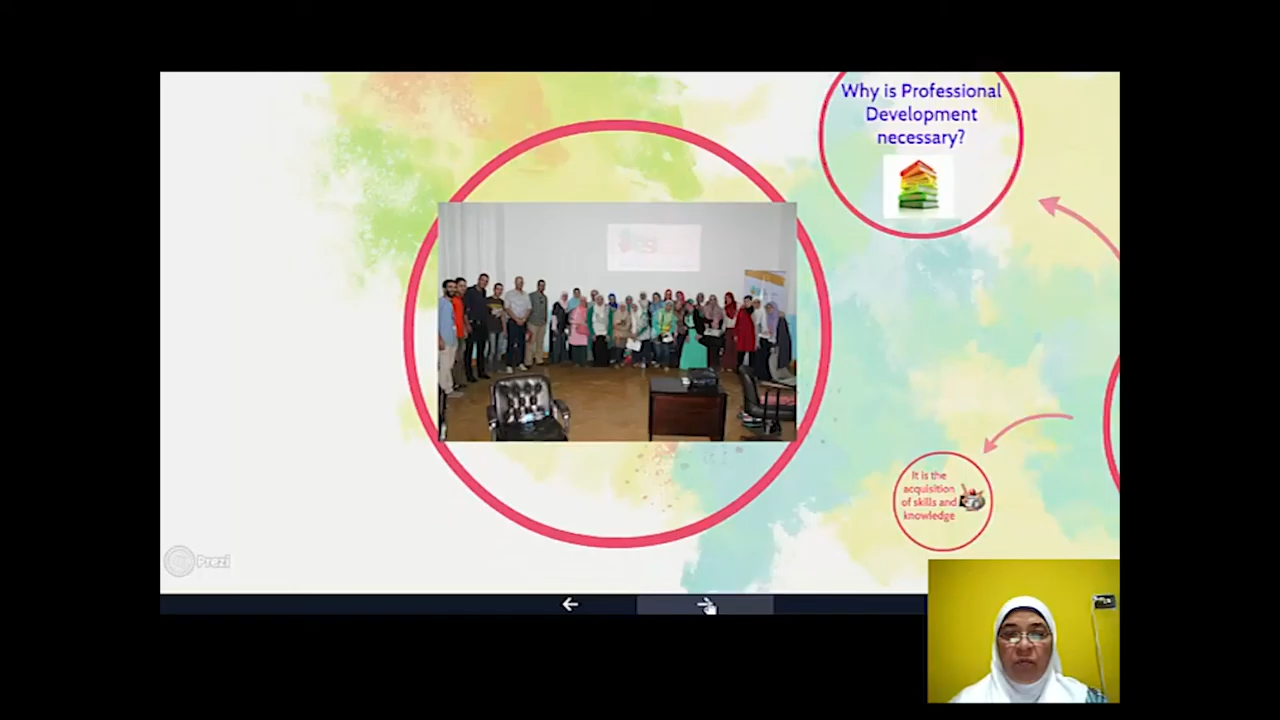 Why is Professional
Development
necessary?
It is the
acquisition
of skills and
knowledge
Prezi